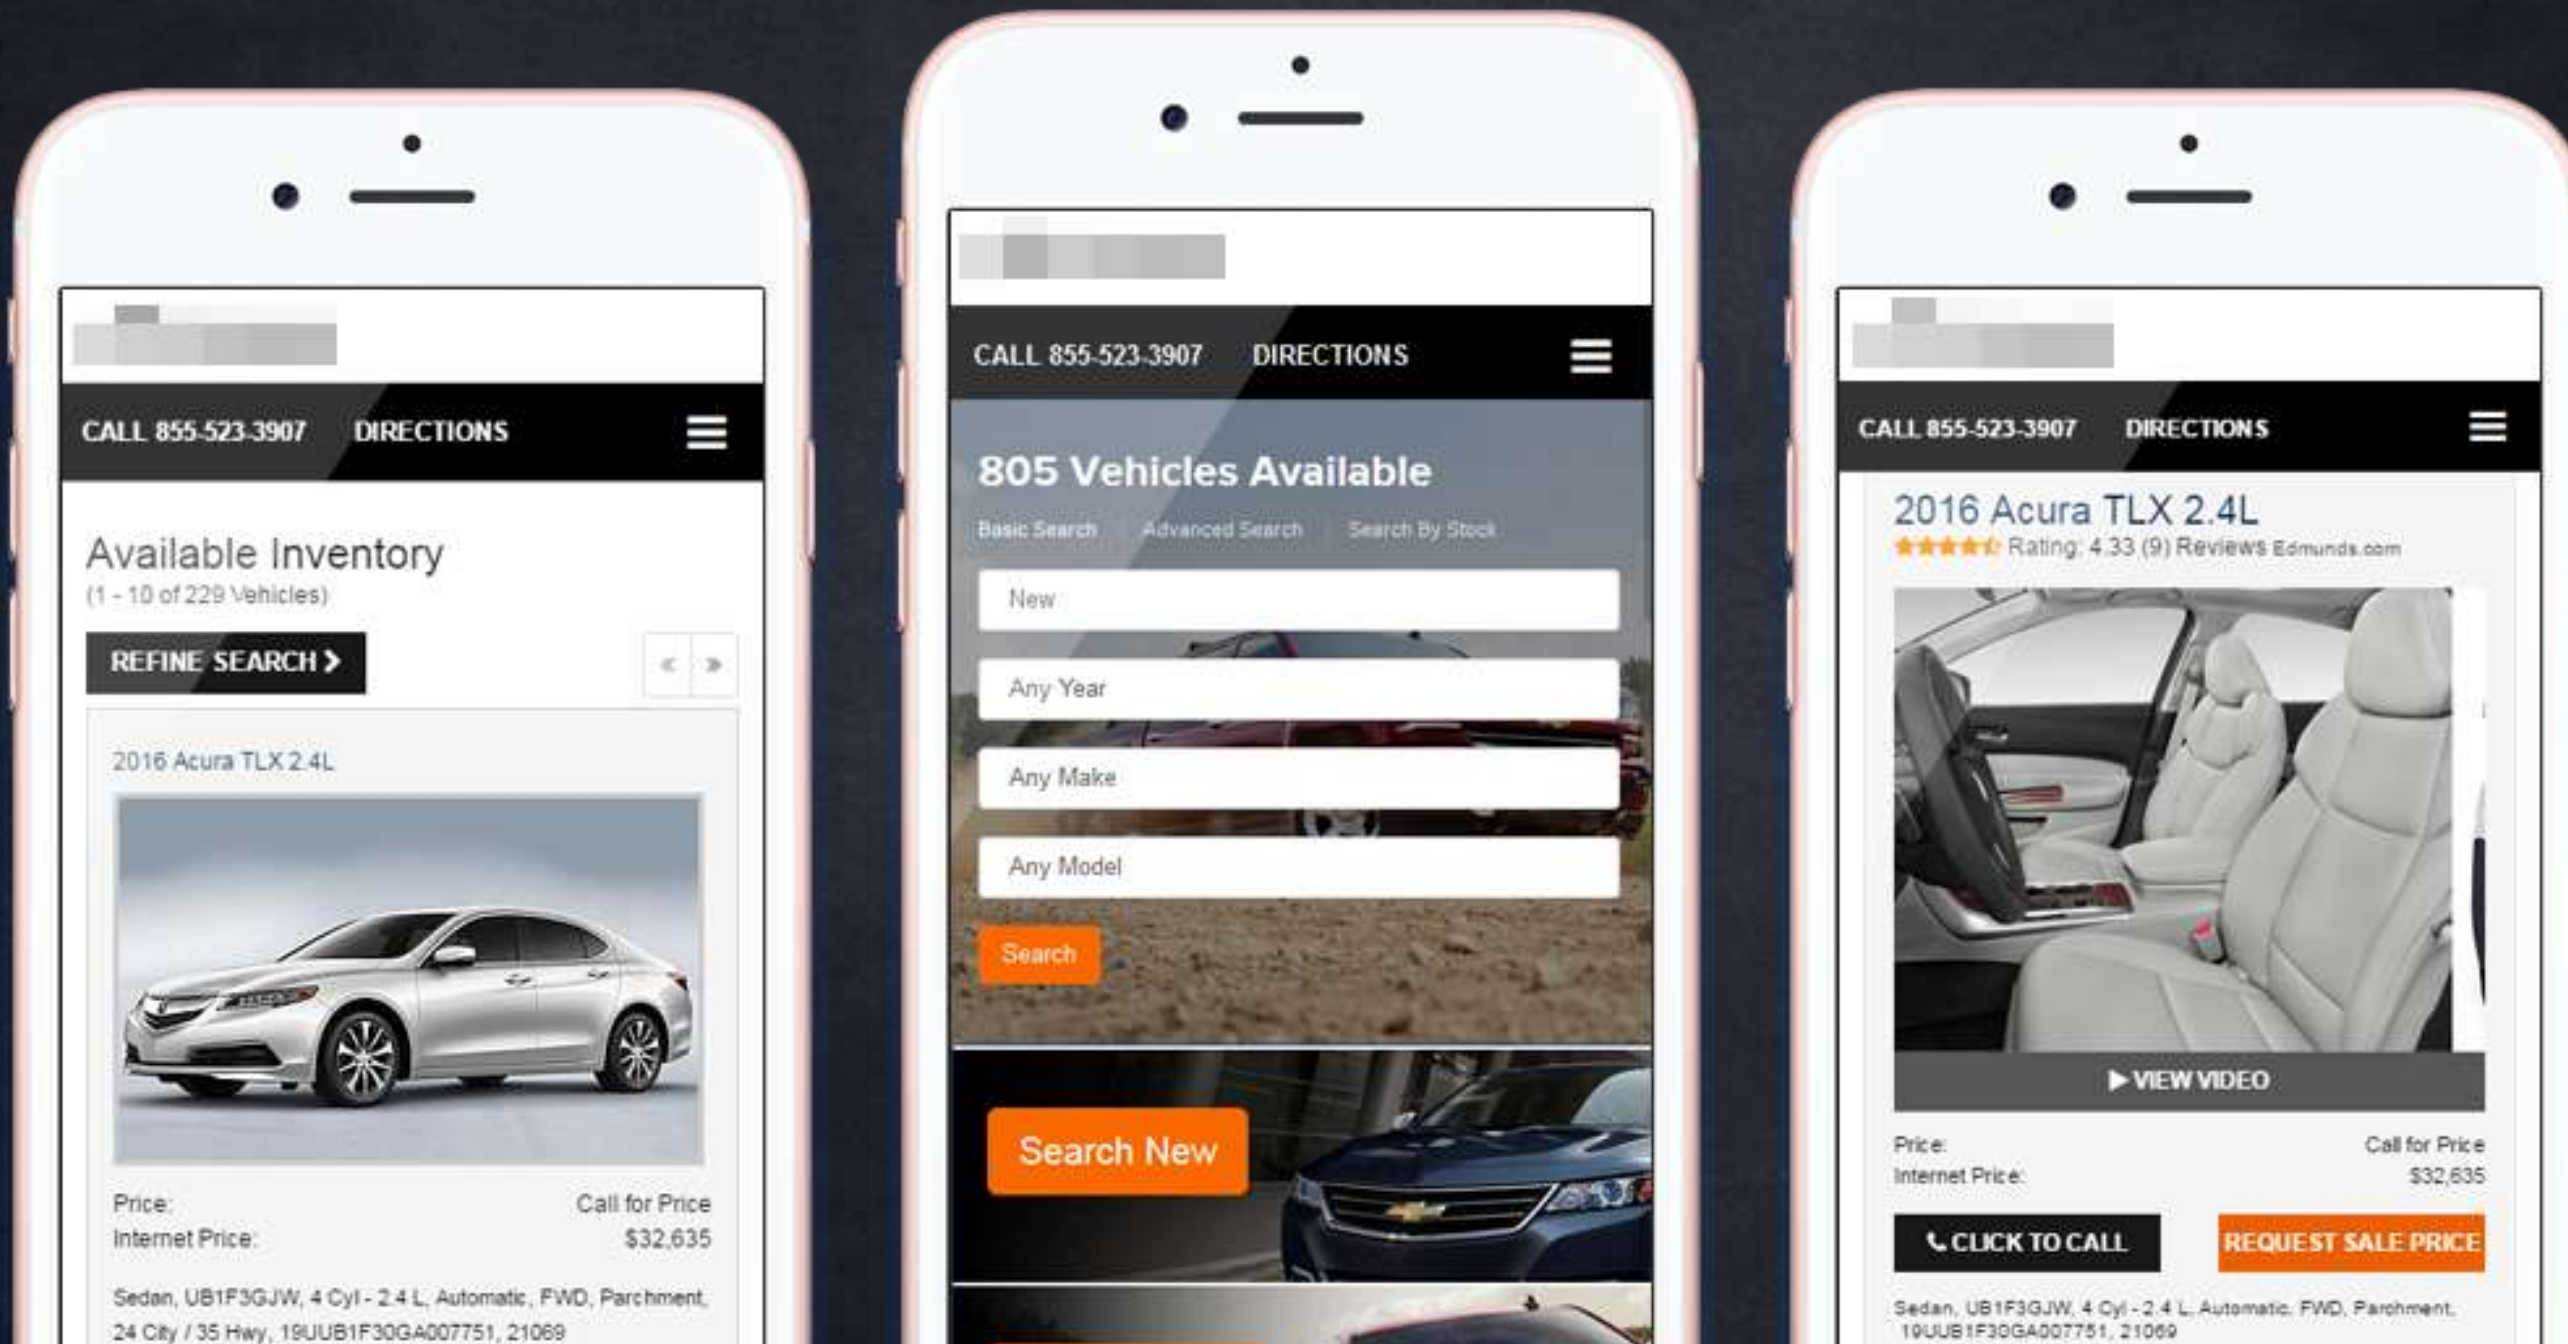 CALL 855-523-3907 DIRECTIONS
Available Inventory
(1 - 10 of 229 Vehicles)
REFINE SEARCH
« »
2016 Acura TLX 2.4L
Price: Call for Price
Internet Price: $32,635
Sedan, UB1F3GJW, 4 Cyl - 2.4 L, Automatic, FWD, Parchment,
24 City / 35 Hwy, 19UUB1F30GA007751, 21069
CALL 855-523-3907 DIRECTIONS
805 Vehicles Available
Basic Search Advanced Search Search By Stock
New
Any Year
Any Make
Any Model
Search
Search New
CALL 855-523-3907 DIRECTIONS
2016 Acura TLX 2.4L
Rating: 4.33 (9) Reviews Edmunds.com
VIEW VIDEO
Price: Call for Price
Internet Price: $32,635
CLICK TO CALL REQUEST SALE PRICE
Sedan, UB1F3GJW, 4 Cyl - 2.4 L, Automatic, FWD, Parchment,
19UUB1F30GA007751, 21069